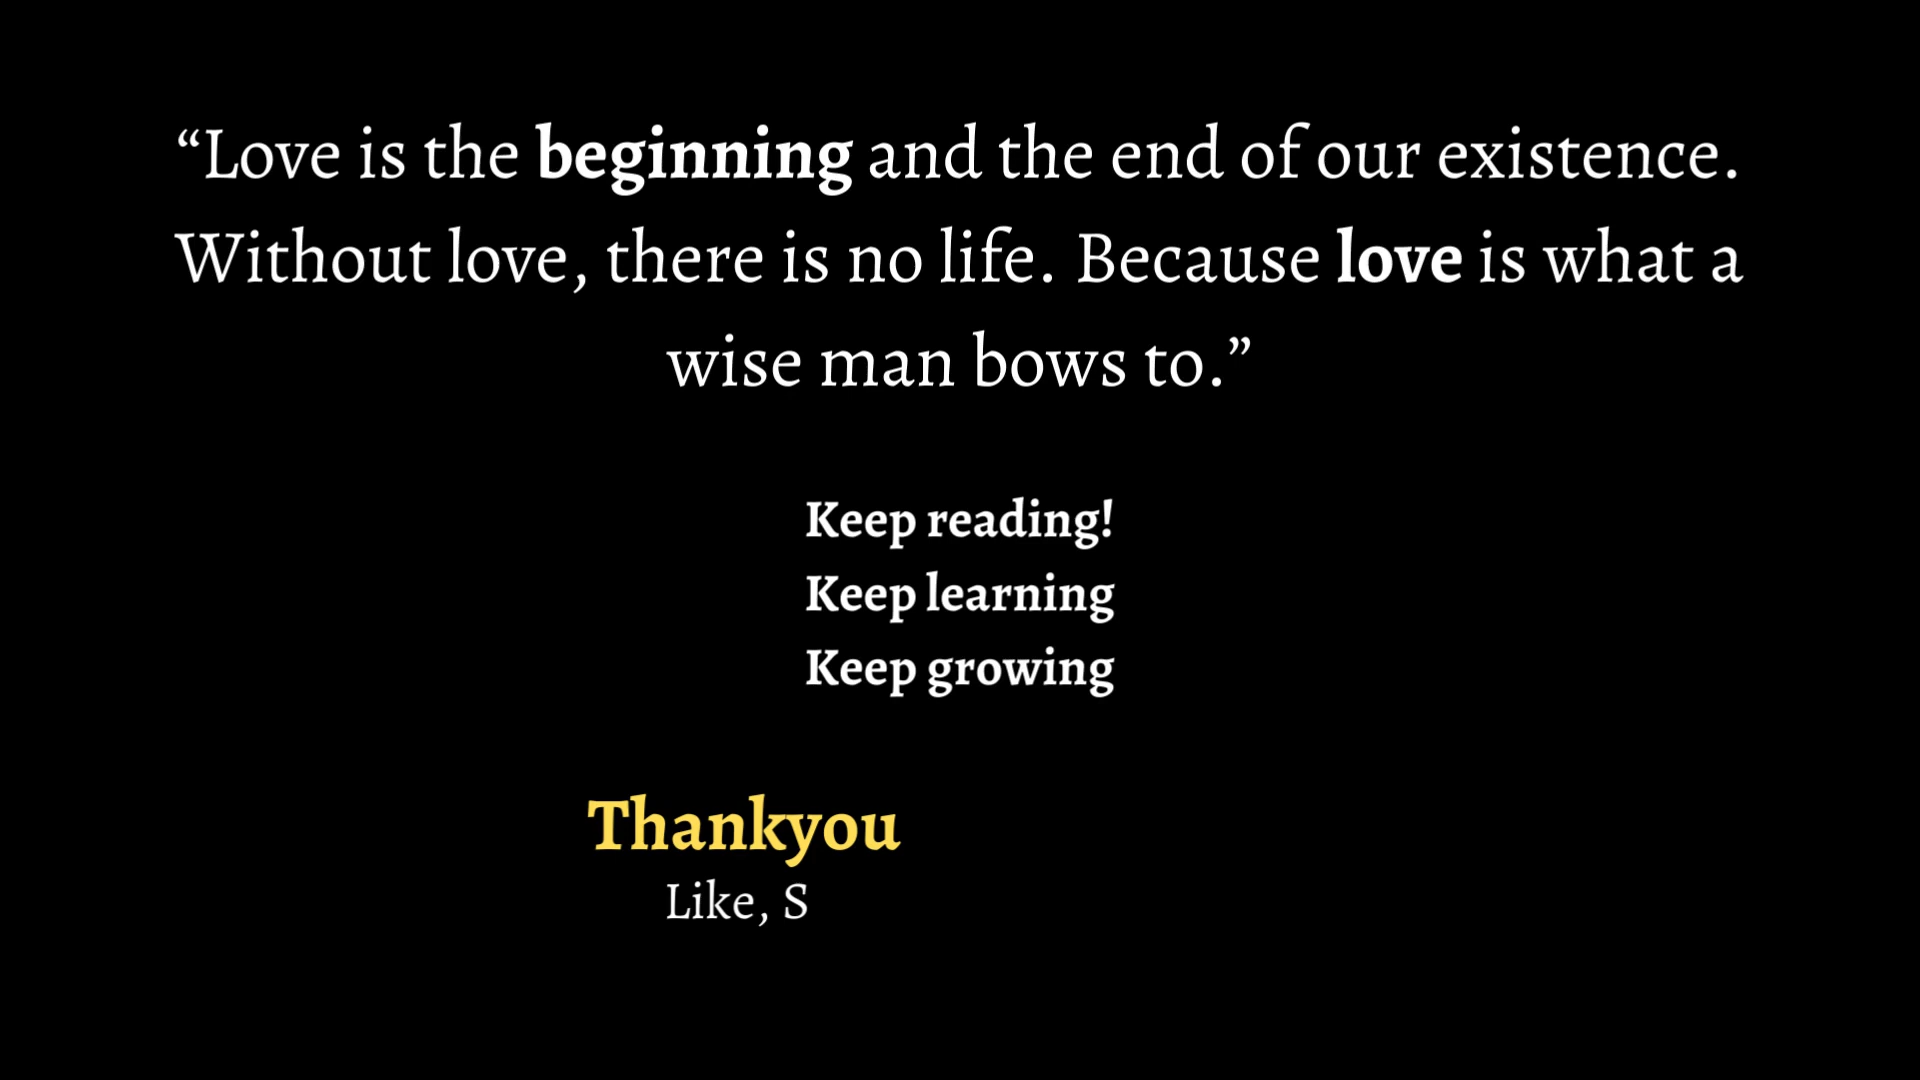 “Love is the beginning and the end of our existence.
Without love, there is no life. Because love is what a
wise man bows to.”
Keep reading!
Keep learning
Keep growing
Thankyou
Like, S